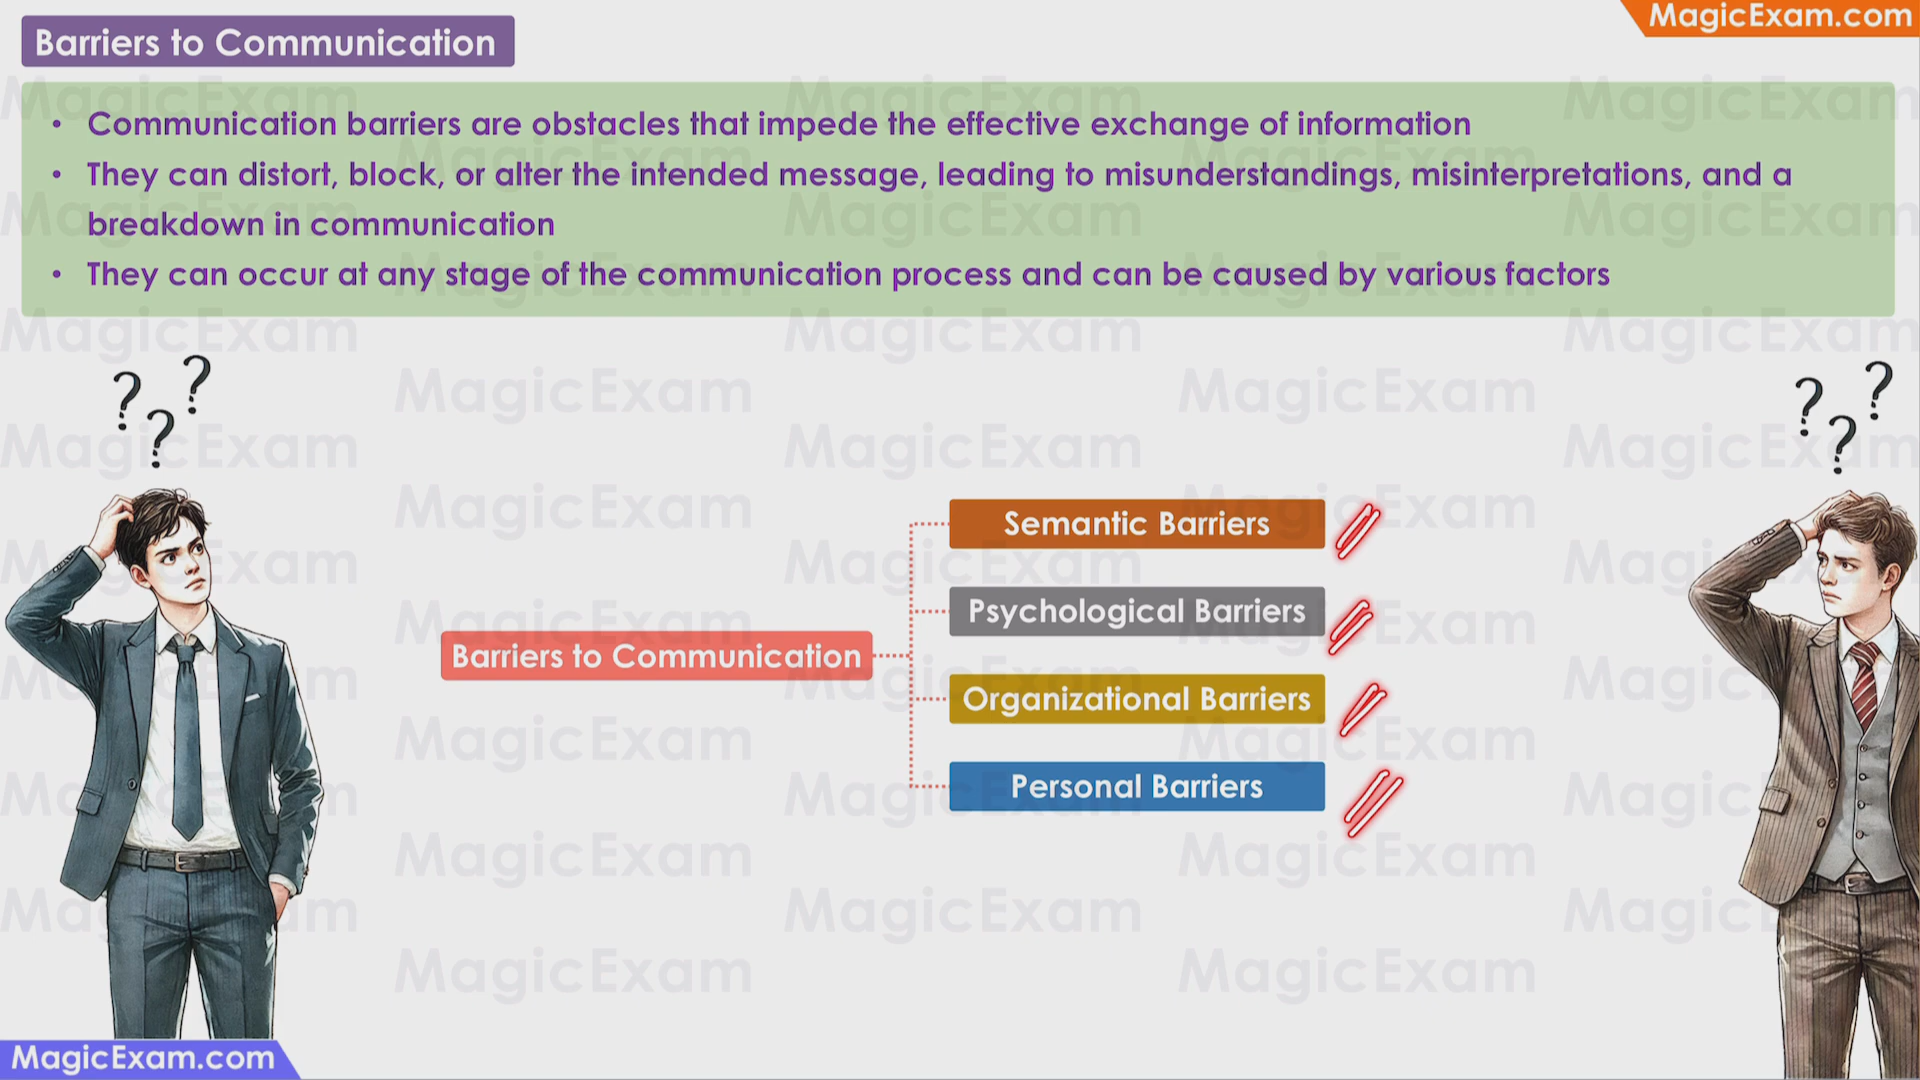 Barriers to Communication
MagicExam.com
• Communication barriers are obstacles that impede the effective exchange of information
• They can distort, block, or alter the intended message, leading to misunderstandings, misinterpretations, and a
breakdown in communication
• They can occur at any stage of the communication process and can be caused by various factors
? ? ?
? ? ?
Barriers to Communication
Semantic Barriers
Psychological Barriers
Organizational Barriers
Personal Barriers
MagicExam
MagicExam.com